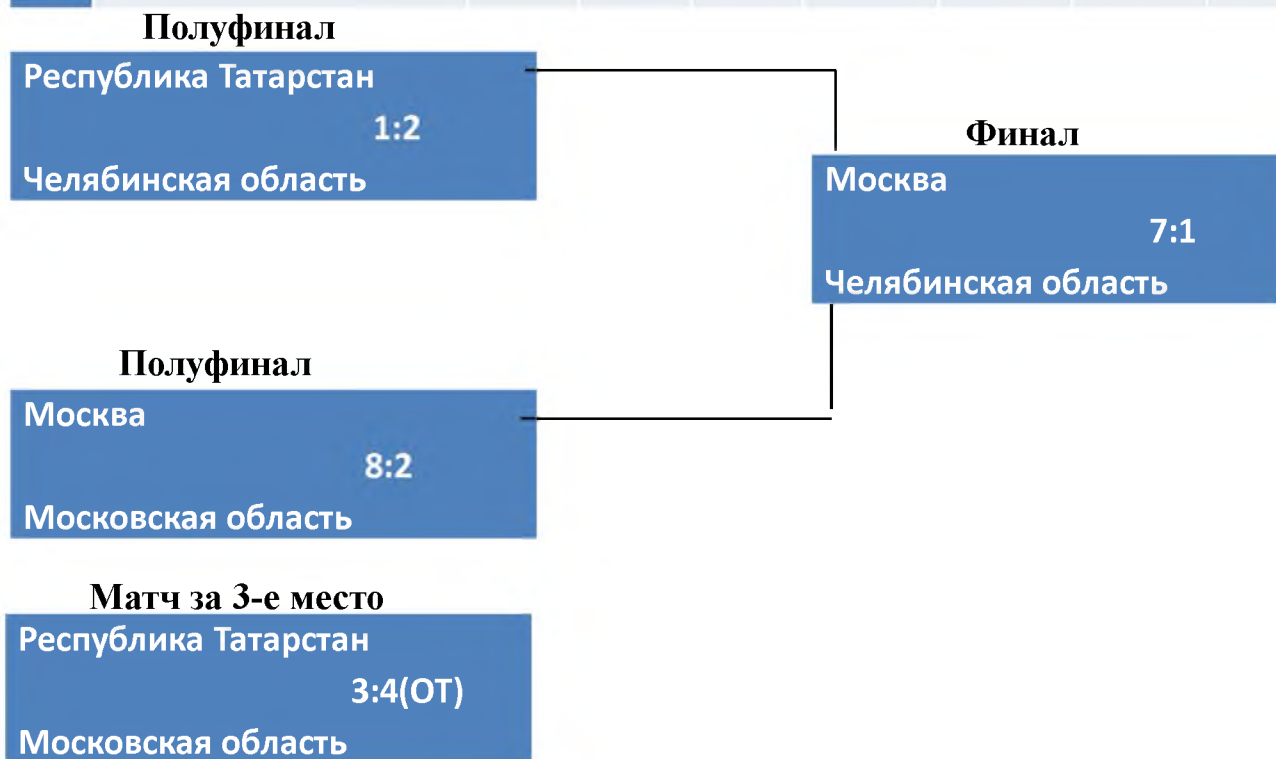 Полуфинал
Республика Татарстан
1:2
Челябинская область
Финал
Москва
7:1
Челябинская область
Полуфинал
Москва
8:2
Московская область
Матч за 3-е место
Республика Татарстан
3:4(ОТ)
Московская область